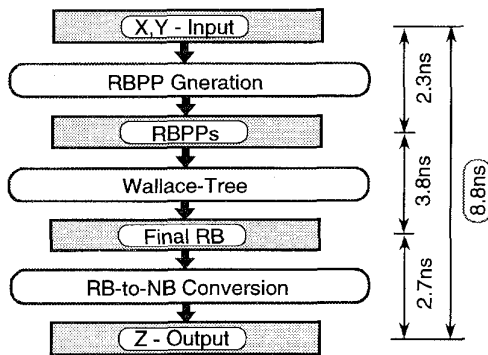 X,Y - Input
RBPP Gneration
RBPPs
Wallace-Tree
Final RB
RB-to-NB Conversion
Z - Output
2.3ns
3.8ns
2.7ns
8.8ns